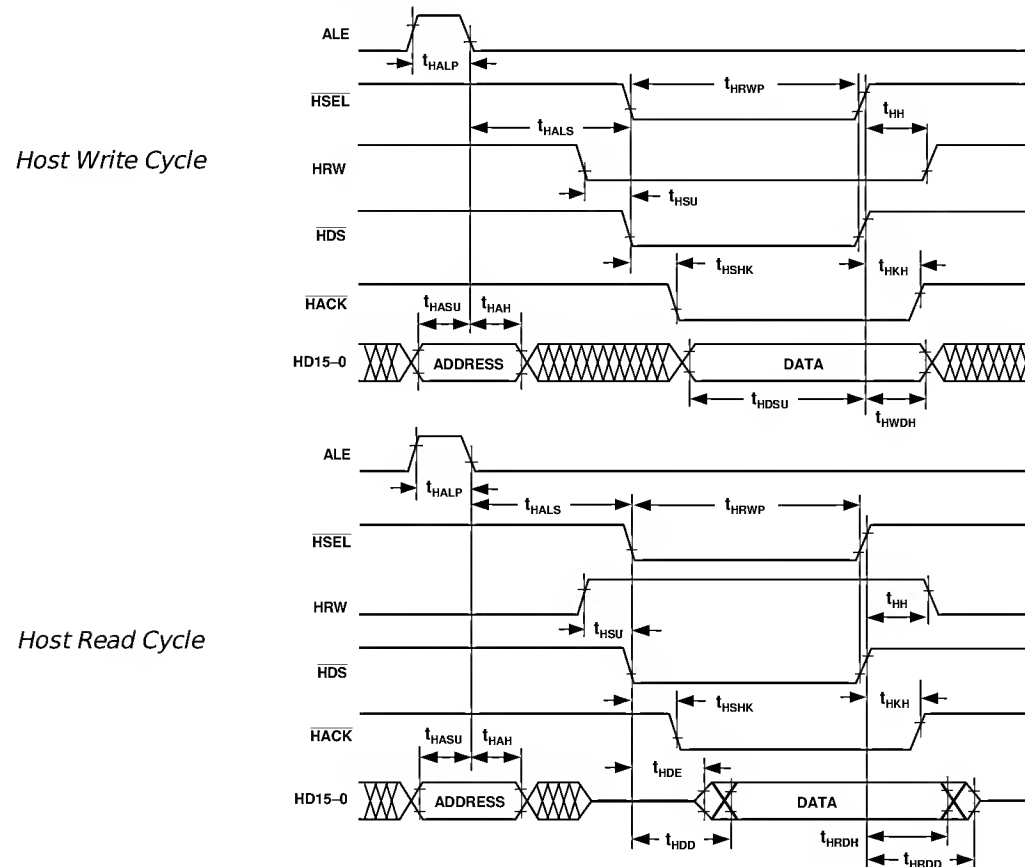 ALE
tHALP
HSEL
tHRWP
tHH
tHALS
Host Write Cycle
HRW
tHSU
HDS
tHSHK
tHKH
HACK
tHASU
tHAH
HD15–0
ADDRESS
DATA
tHDSU
tHWDH
ALE
tHALP
tHALS
tHRWP
HSEL
HRW
tHH
tHSU
Host Read Cycle
HDS
tHSHK
tHKH
HACK
tHASU
tHAH
tHDE
HD15–0
ADDRESS
DATA
tHDD
tHRDH
tHRDD